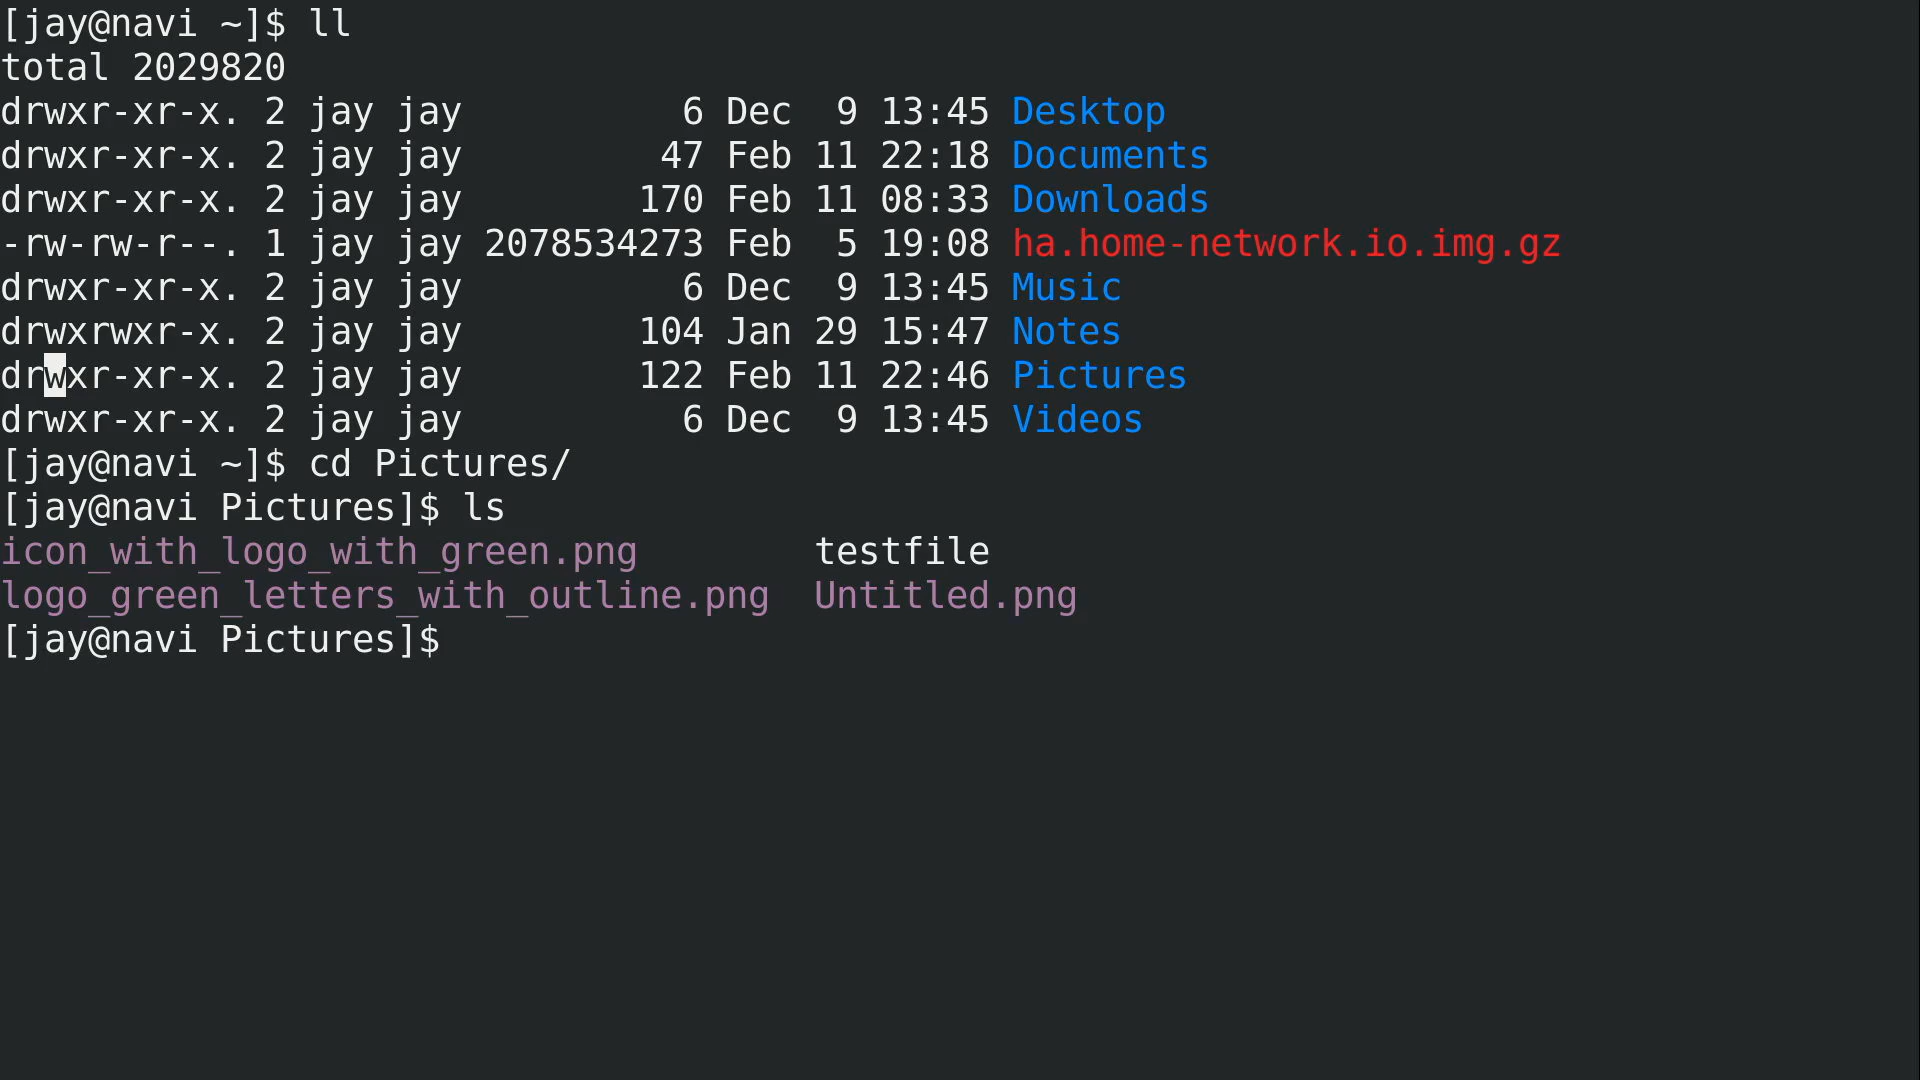 [jay@navi ~]$ ll
total 2029820
drwxr-xr-x. 2 jay jay          6 Dec  9 13:45 Desktop
drwxr-xr-x. 2 jay jay         47 Feb 11 22:18 Documents
drwxr-xr-x. 2 jay jay        170 Feb 11 08:33 Downloads
-rw-rw-r--. 1 jay jay 2078534273 Feb  5 19:08 ha.home-network.io.img.gz
drwxr-xr-x. 2 jay jay          6 Dec  9 13:45 Music
drwxrwxr-x. 2 jay jay        104 Jan 29 15:47 Notes
drwxr-xr-x. 2 jay jay        122 Feb 11 22:46 Pictures
drwxr-xr-x. 2 jay jay          6 Dec  9 13:45 Videos
[jay@navi ~]$ cd Pictures/
[jay@navi Pictures]$ ls
icon_with_logo_with_green.png        testfile
logo_green_letters_with_outline.png  Untitled.png
[jay@navi Pictures]$